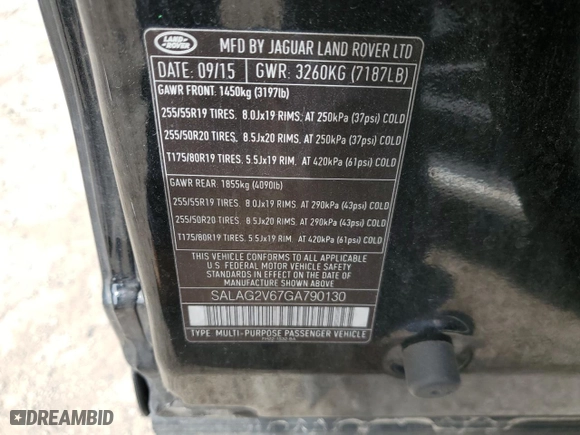 LAND ROVER
MFD BY JAGUAR LAND ROVER LTD
DATE: 09/15 GWR: 3260KG (7187LB)
GAWR FRONT: 1450kg (3197lb)
255/55R19 TIRES. 8.0Jx19 RIMS. AT 250kPa (37psi) COLD
255/50R20 TIRES. 8.5Jx20 RIMS. AT 250kPa (37psi) COLD
T175/80R19 TIRES. 5.5Jx19 RIM. AT 420kPa (61psi) COLD
GAWR REAR: 1855kg (4090lb)
255/55R19 TIRES. 8.0Jx19 RIMS. AT 290kPa (43psi) COLD
255/50R20 TIRES. 8.5Jx20 RIMS. AT 290kPa (43psi) COLD
T175/80R19 TIRES. 5.5Jx19 RIM. AT 420kPa (61psi) COLD
THIS VEHICLE CONFORMS TO ALL APPLICABLE
U.S. FEDERAL MOTOR VEHICLE SAFETY
STANDARDS IN EFFECT ON THE DATE OF
MANUFACTURE SHOWN ABOVE
SALAG2V67GA790130
TYPE: MULTI-PURPOSE PASSENGER VEHICLE
DREAMBID